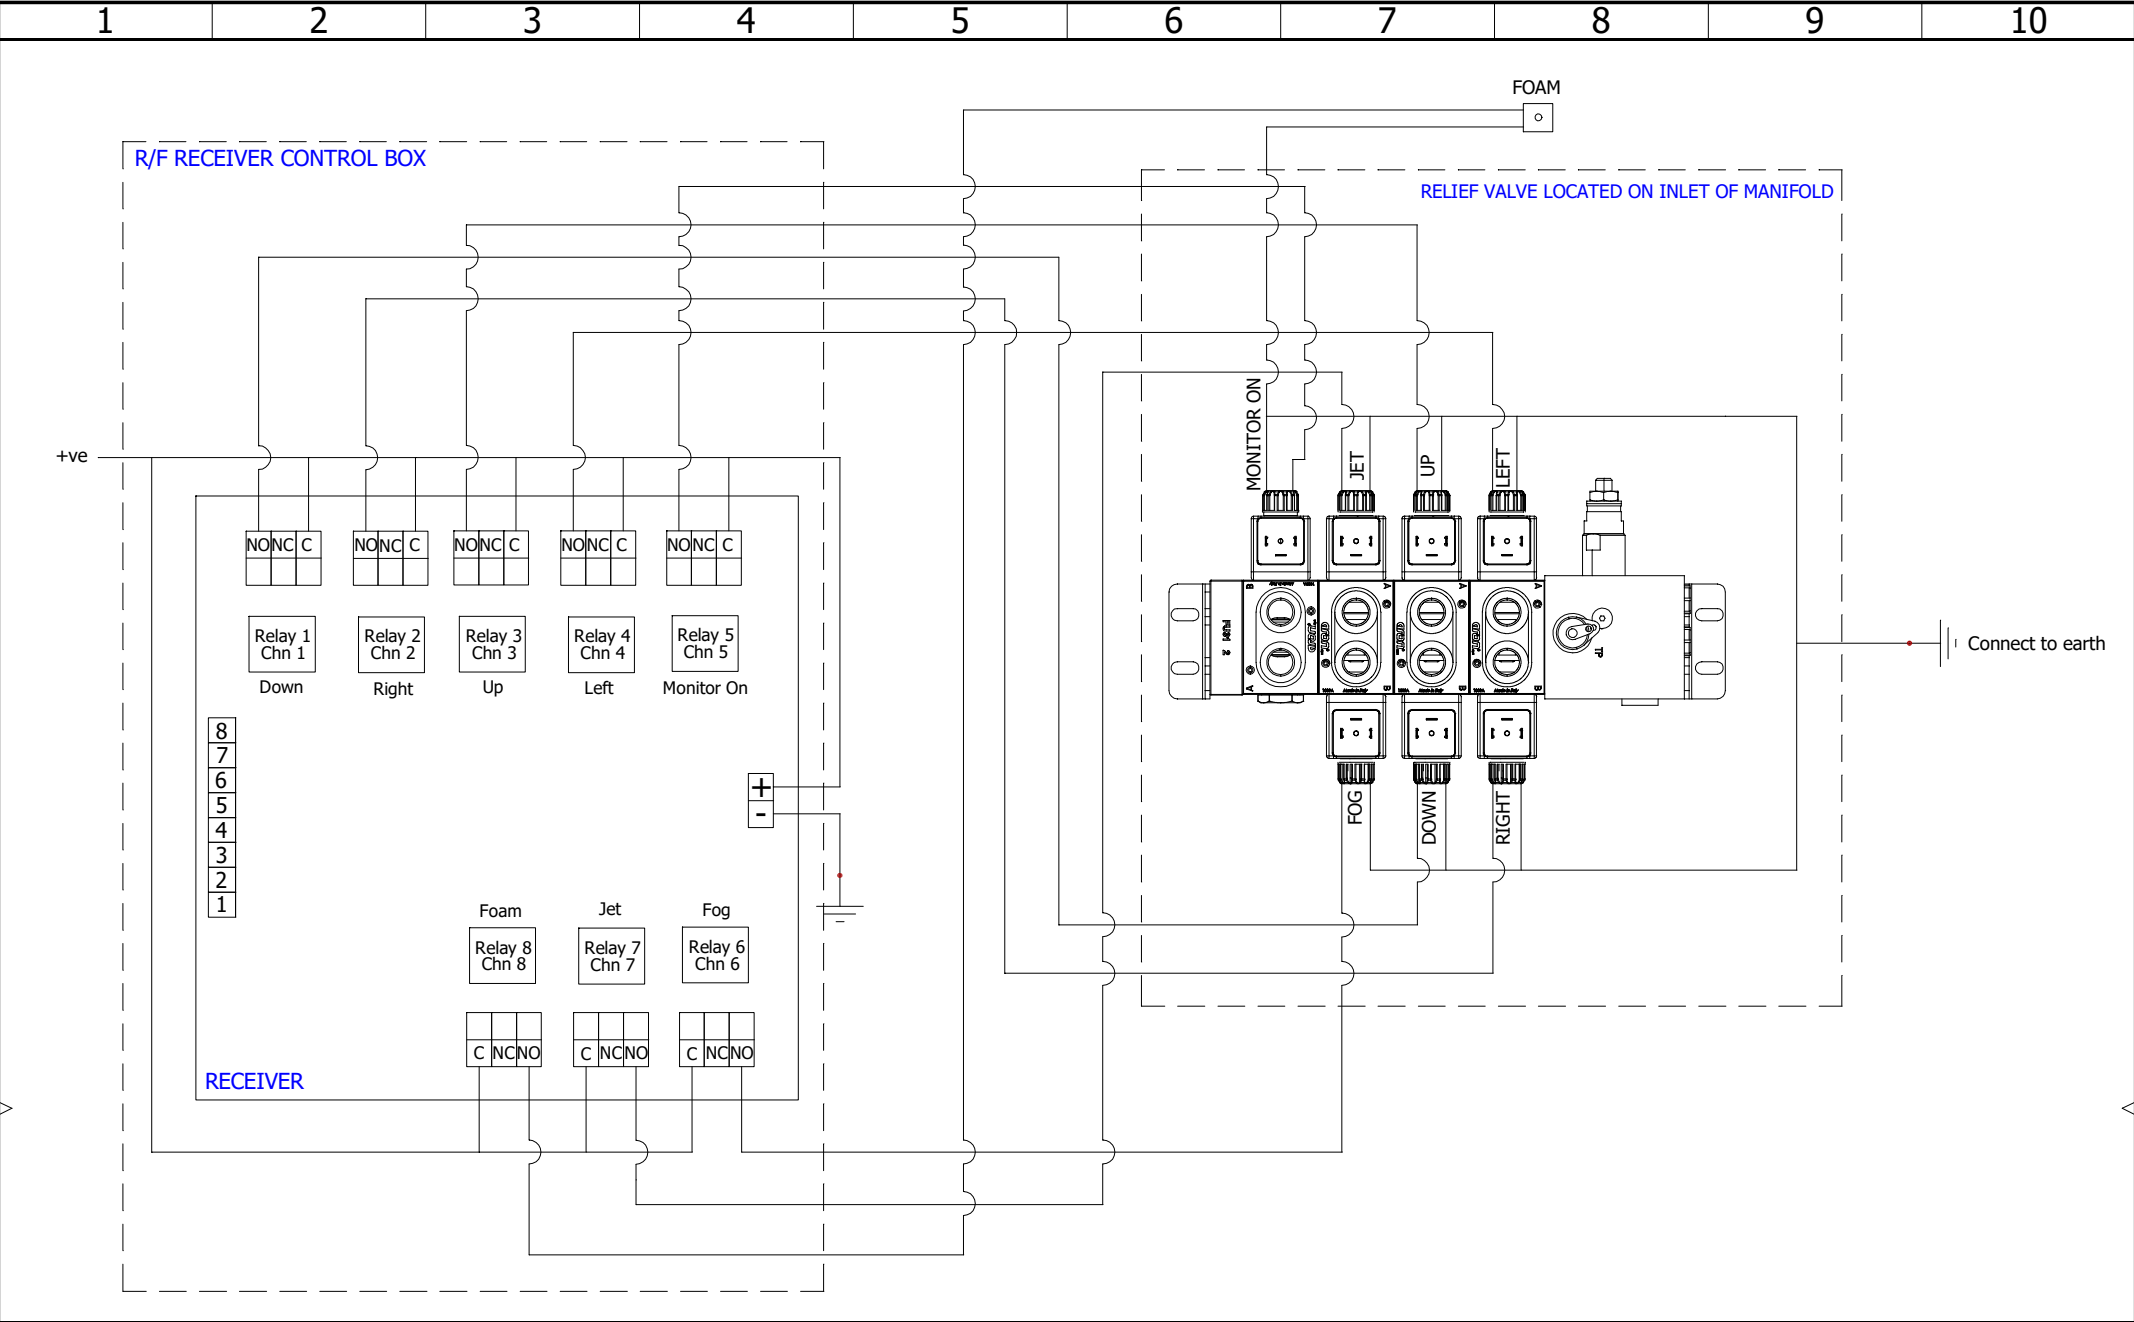 1 2 3 4 5 6 7 8 9 10
FOAM
R/F RECEIVER CONTROL BOX
RELIEF VALVE LOCATED ON INLET OF MANIFOLD
+ve
MONITOR ON
JET
UP
LEFT
NO NC C
NO NC C
NO NC C
NO NC C
NO NC C
Relay 1
Chn 1
Down
Relay 2
Chn 2
Right
Relay 3
Chn 3
Up
Relay 4
Chn 4
Left
Relay 5
Chn 5
Monitor On
B
A
A
A
A
B
B
B
TP
Connect to earth
8
7
6
5
4
3
2
1
+
-
FOG
DOWN
RIGHT
Foam
Relay 8
Chn 8
Jet
Relay 7
Chn 7
Fog
Relay 6
Chn 6
C NC NO
C NC NO
C NC NO
RECEIVER